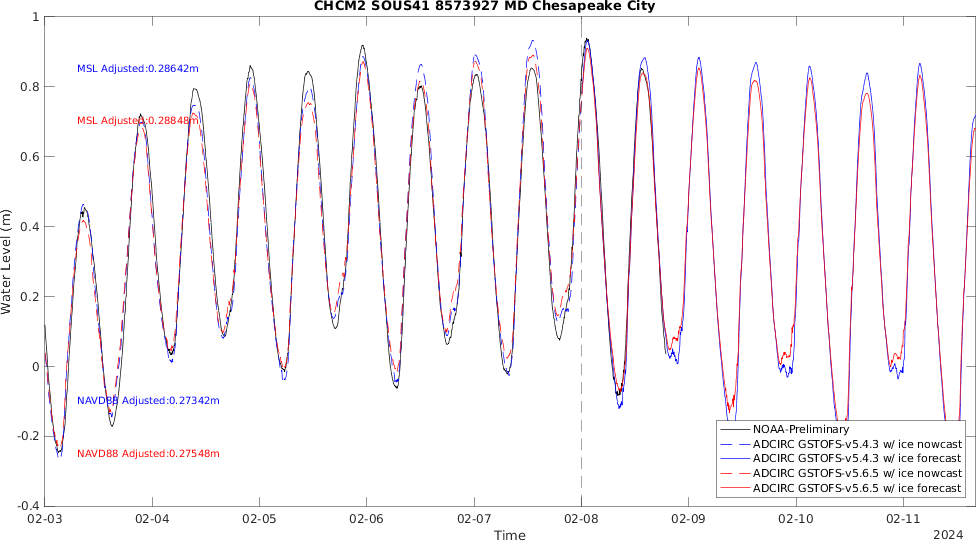 CHCM2 SOUS41 8573927 MD Chesapeake City
1
0.8
0.6
0.4
0.2
0
-0.2
-0.4
Water Level (m)
MSL Adjusted:0.28642m
MSL Adjusted:0.28848m
NAVD88 Adjusted:0.27342m
NAVD88 Adjusted:0.27548m
NOAA-Preliminary
ADCIRC GSTOFS-v5.4.3 w/ ice nowcast
ADCIRC GSTOFS-v5.4.3 w/ ice forecast
ADCIRC GSTOFS-v5.6.5 w/ ice nowcast
ADCIRC GSTOFS-v5.6.5 w/ ice forecast
02-03 02-04 02-05 02-06 02-07 02-08 02-09 02-10 02-11
Time
2024